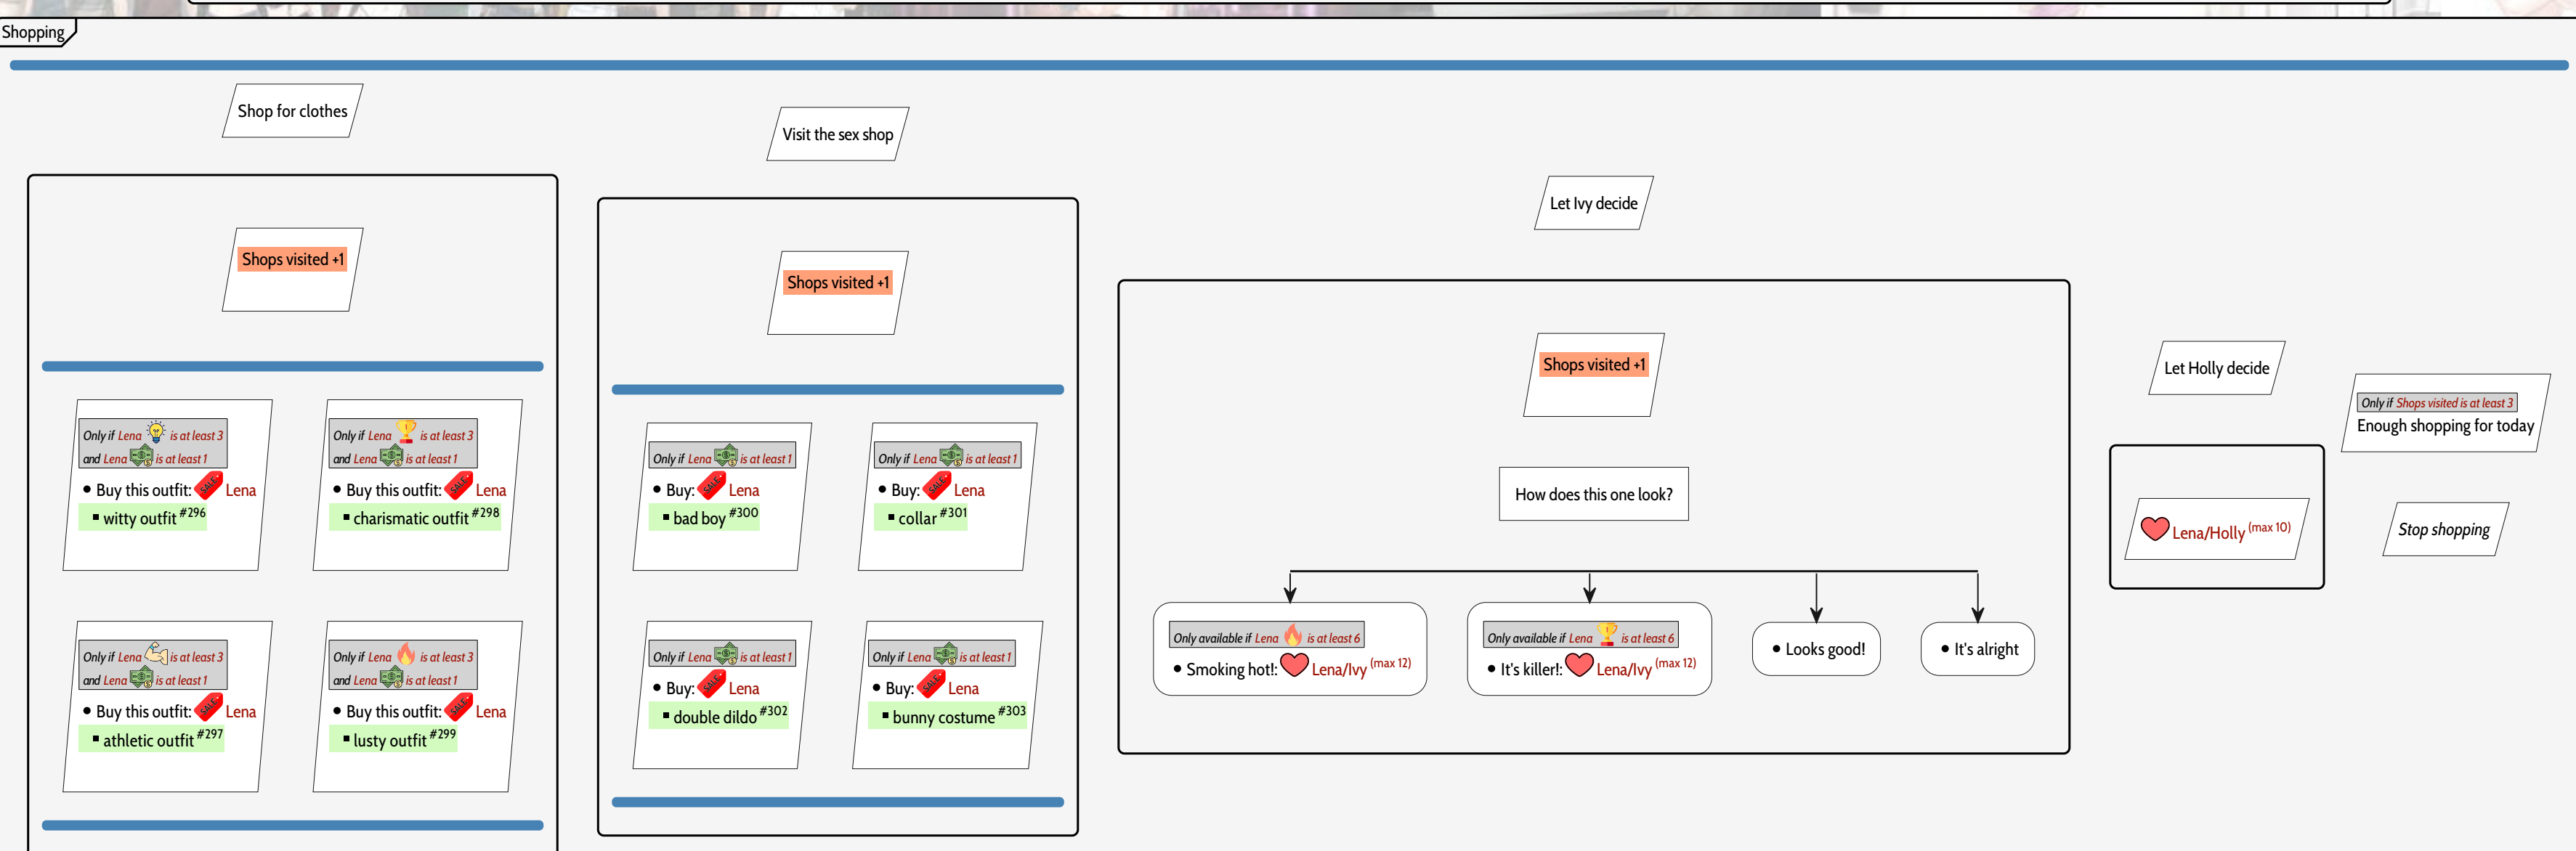 Shopping
Shop for clothes
Shops visited +1
Only if Lena is at least 3
and Lena is at least 1
• Buy this outfit: SALE Lena
▪ witty outfit #296
Only if Lena is at least 3
and Lena is at least 1
• Buy this outfit: SALE Lena
▪ charismatic outfit #298
Only if Lena is at least 3
and Lena is at least 1
• Buy this outfit: SALE Lena
▪ athletic outfit #297
Only if Lena is at least 3
and Lena is at least 1
• Buy this outfit: SALE Lena
▪ lusty outfit #299
Visit the sex shop
Shops visited +1
Only if Lena is at least 1
• Buy: SALE Lena
▪ bad boy #300
Only if Lena is at least 1
• Buy: SALE Lena
▪ collar #301
Only if Lena is at least 1
• Buy: SALE Lena
▪ double dildo #302
Only if Lena is at least 1
• Buy: SALE Lena
▪ bunny costume #303
Let Ivy decide
Shops visited +1
How does this one look?
Only available if Lena is at least 6
• Smoking hot!: Lena/Ivy (max 12)
Only available if Lena is at least 6
• It's killer!: Lena/Ivy (max 12)
• Looks good!
• It's alright
Let Holly decide
Lena/Holly (max 10)
Only if Shops visited is at least 3
Enough shopping for today
Stop shopping